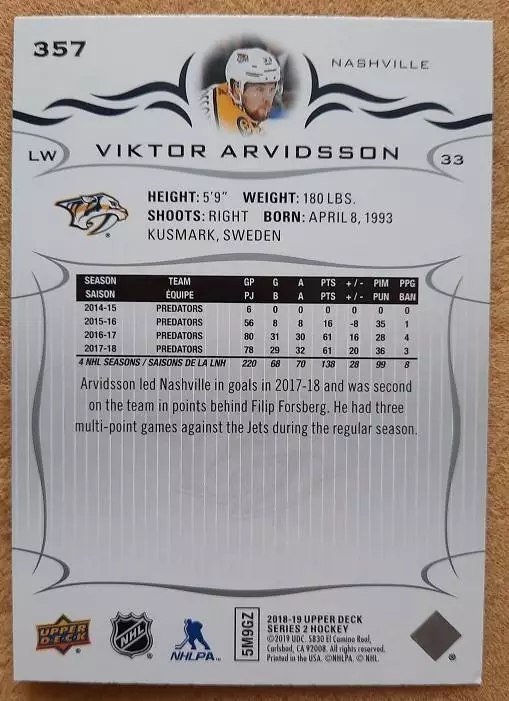 357
NASHVILLE
LW
VIKTOR ARVIDSSON
33
HEIGHT: 5'9" WEIGHT: 180 LBS.
SHOOTS: RIGHT BORN: APRIL 8, 1993
KUSMARK, SWEDEN
SEASON TEAM GP G A PTS +/- PIM PPG
SAISON ÉQUIPE PJ B A PTS +/- PUN BAN
2014-15 PREDATORS 6 0 0 0 0 0 0
2015-16 PREDATORS 56 8 8 16 -8 35 1
2016-17 PREDATORS 80 31 30 61 16 28 4
2017-18 PREDATORS 78 29 32 61 20 36 3
4 NHL SEASONS / SAISONS DE LA LNH 220 68 70 138 28 99 8
Arvidsson led Nashville in goals in 2017-18 and was second
on the team in points behind Filip Forsberg. He had three
multi-point games against the Jets during the regular season.
UPPER DECK
NHL
NHLPA
5M9GZ
2018-19 UPPER DECK
SERIES 2 HOCKEY
©2019 UDC. 5830 El Camino Real,
Carlsbad, CA 92008. All rights reserved.
Printed in the USA. ©NHLPA. © NHL.